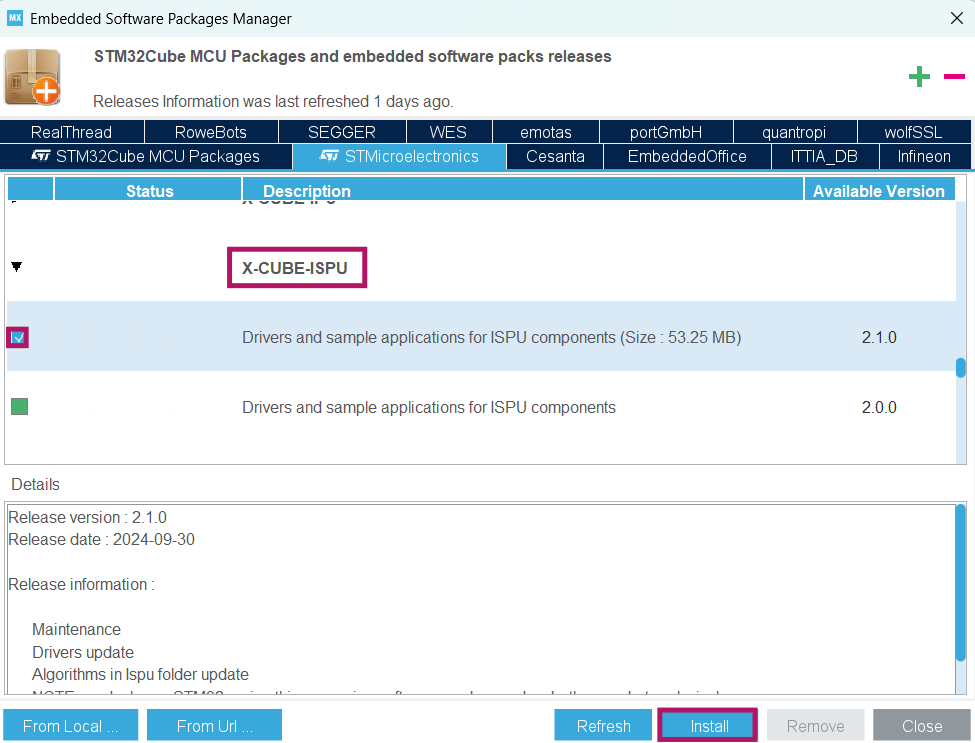 MX Embedded Software Packages Manager
STM32Cube MCU Packages and embedded software packs releases
Releases Information was last refreshed 1 days ago.
RealThread RoweBots SEGGER WES emotas portGmbH quantropi wolfSSL
STM32Cube MCU Packages STMicroelectronics Cesanta EmbeddedOffice ITTIA_DB Infineon
Status Description Available Version
X-CUBE-ISPU
Drivers and sample applications for ISPU components (Size : 53.25 MB) 2.1.0
Drivers and sample applications for ISPU components 2.0.0
Details
Release version : 2.1.0
Release date : 2024-09-30
Release information :
Maintenance
Drivers update
Algorithms in Ispu folder update
From Local ... From Url ... Refresh Install Remove Close